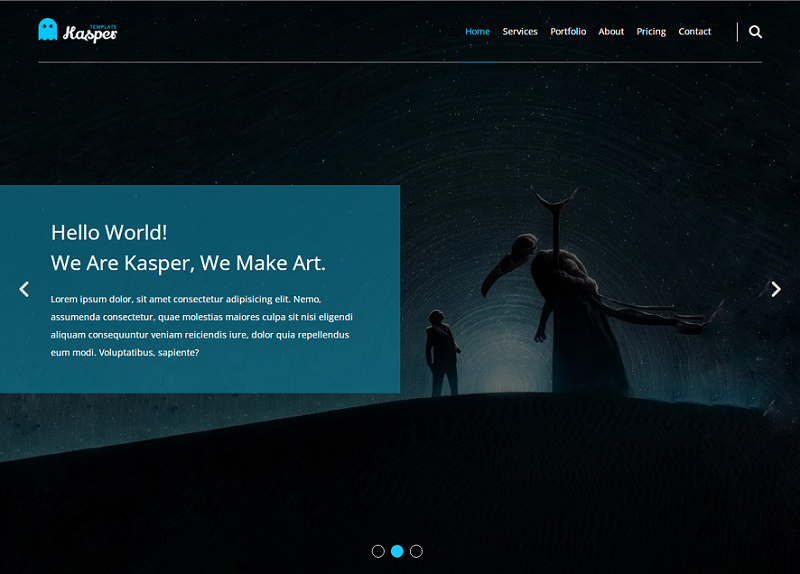 TEMPLATE
Kasper
Home Services Portfolio About Pricing Contact
Hello World!
We Are Kasper, We Make Art.
Lorem ipsum dolor, sit amet consectetur adipisicing elit. Nemo,
assumenda consectetur, quae molestias maiores culpa sit nisi eligendi
aliquam consequuntur veniam reiciendis iure, dolor quia repellendus
eum modi. Voluptatibus, sapiente?